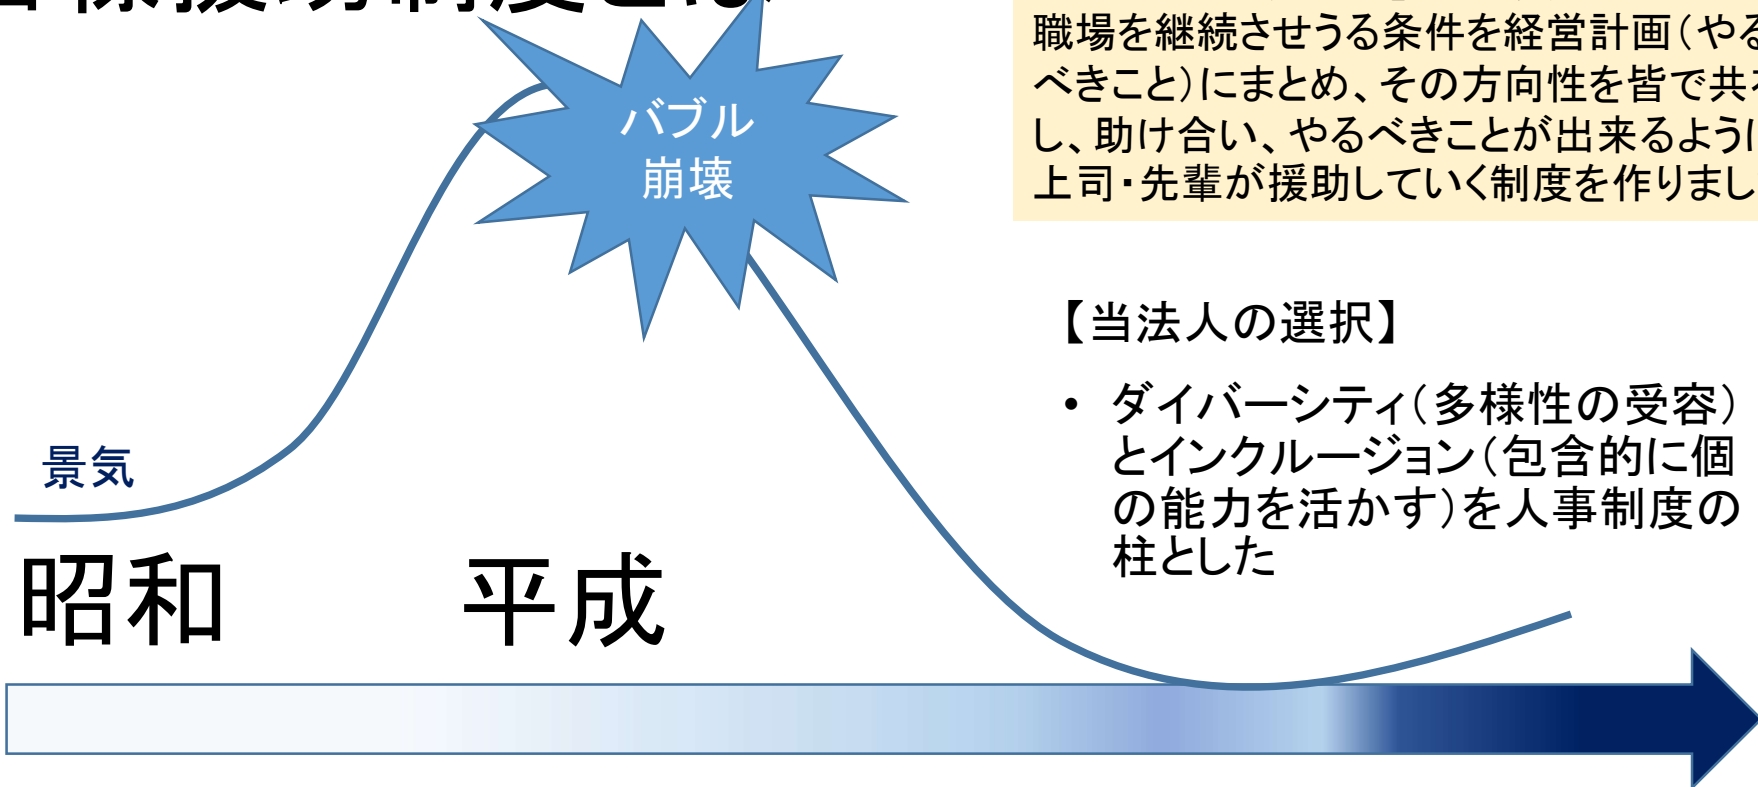 援助制度とは
職場を継続させうる条件を経営計画(やる
べきこと)にまとめ、その方向性を皆で共
し、助け合い、やるべきことが出来るように
上司・先輩が援助していく制度を作りまし
バブル
崩壊
【当法人の選択】
• ダイバーシティ(多様性の受容)
とインクルージョン(包含的に個
の能力を活かす)を人事制度の
柱とした
景気
昭和
平成